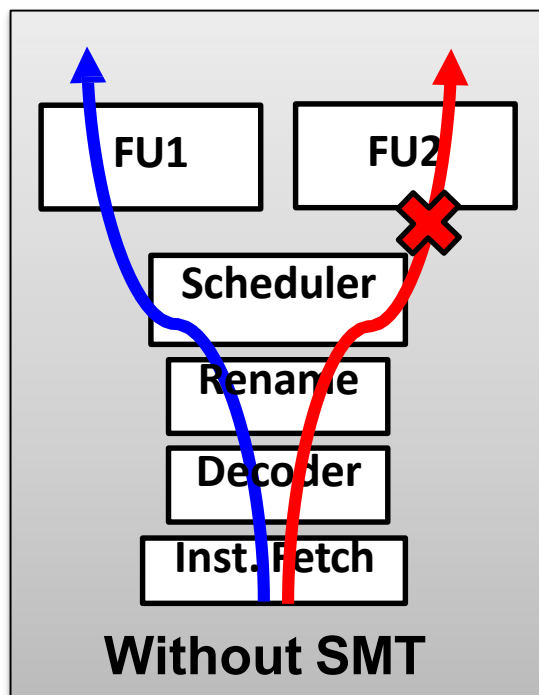 FU1 FU2
Scheduler
Rename
Decoder
Inst. Fetch
Without SMT